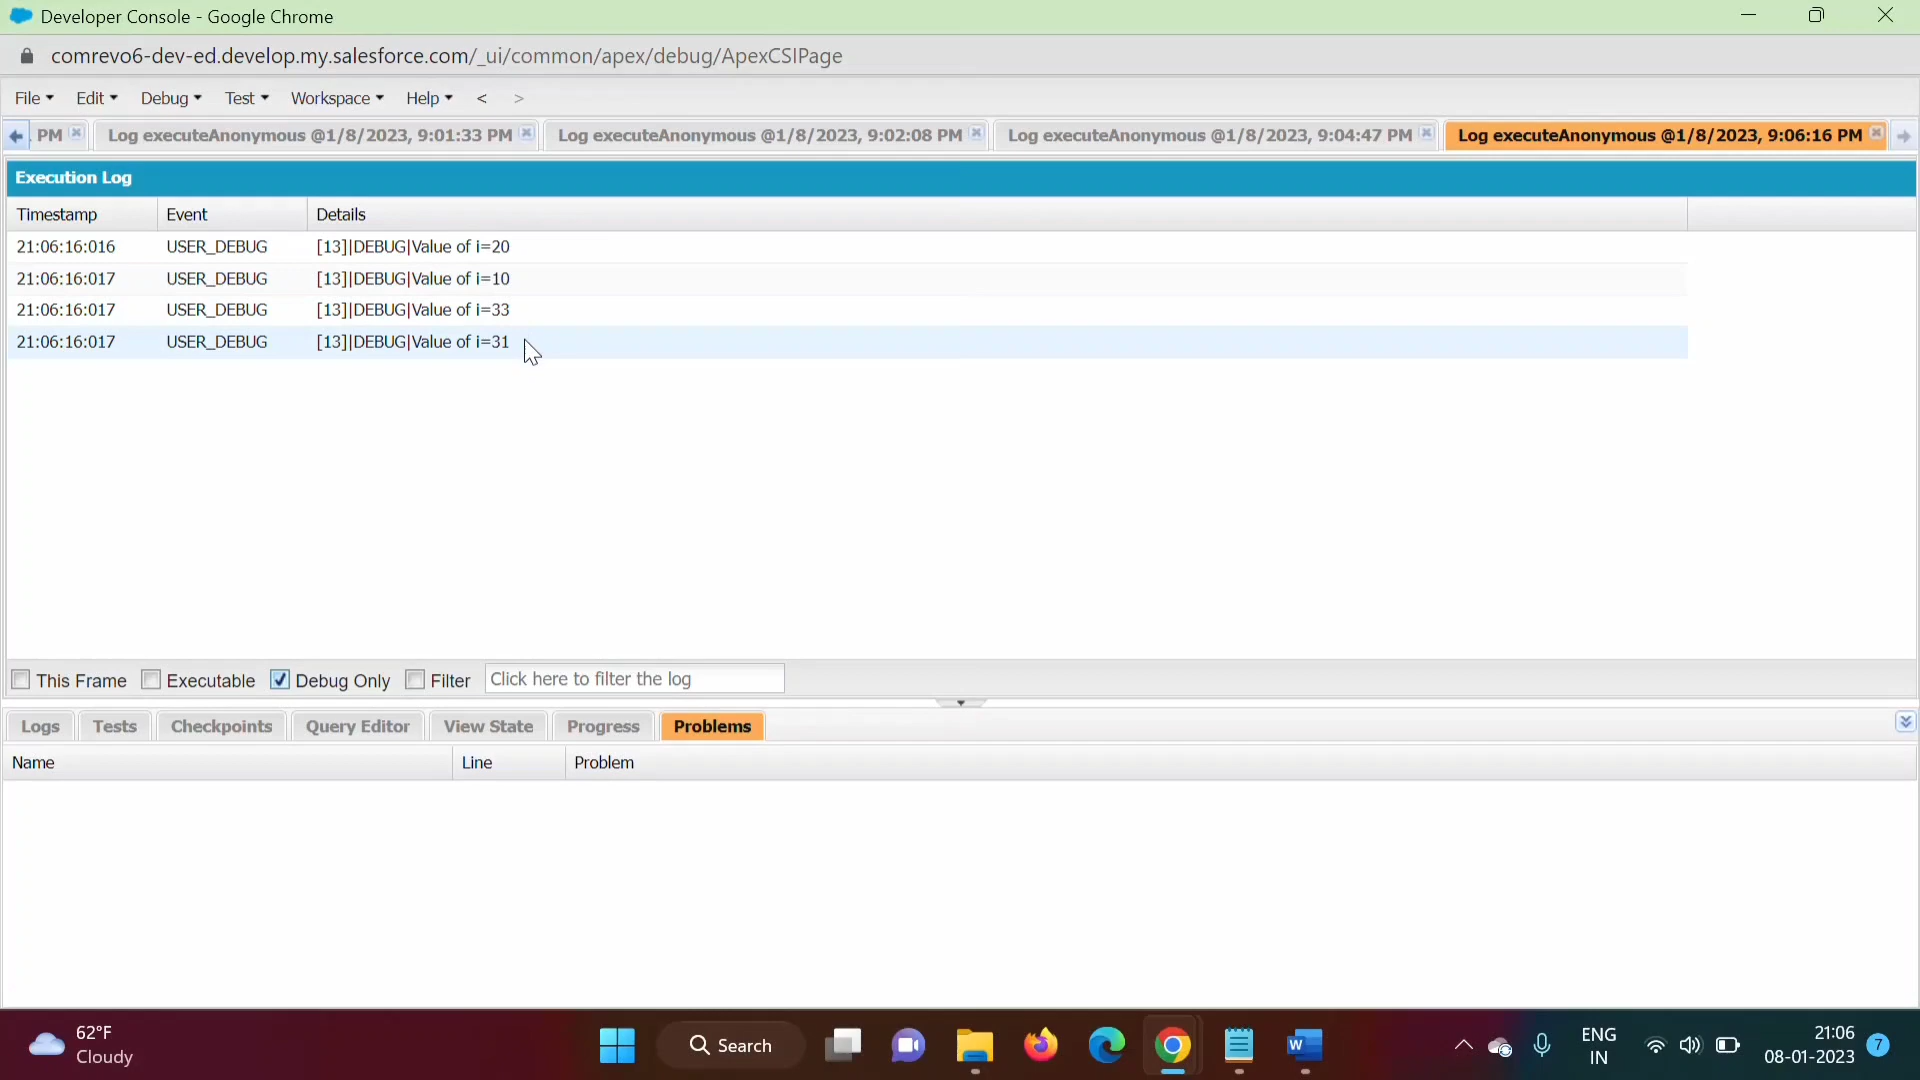 Developer Console - Google Chrome
comrevo6-dev-ed.develop.my.salesforce.com/_ui/common/apex/debug/ApexCSIPage
File Edit Debug Test Workspace Help < >
PM Log executeAnonymous @1/8/2023, 9:01:33 PM Log executeAnonymous @1/8/2023, 9:02:08 PM Log executeAnonymous @1/8/2023, 9:04:47 PM Log executeAnonymous @1/8/2023, 9:06:16 PM
Execution Log
Timestamp Event Details
21:06:16:016 USER_DEBUG [13]|DEBUG|Value of i=20
21:06:16:017 USER_DEBUG [13]|DEBUG|Value of i=10
21:06:16:017 USER_DEBUG [13]|DEBUG|Value of i=33
21:06:16:017 USER_DEBUG [13]|DEBUG|Value of i=31
This Frame Executable Debug Only Filter Click here to filter the log
Logs Tests Checkpoints Query Editor View State Progress Problems
Name Line Problem
62°F
Cloudy
Search
W
ENG
IN
21:06
08-01-2023
7